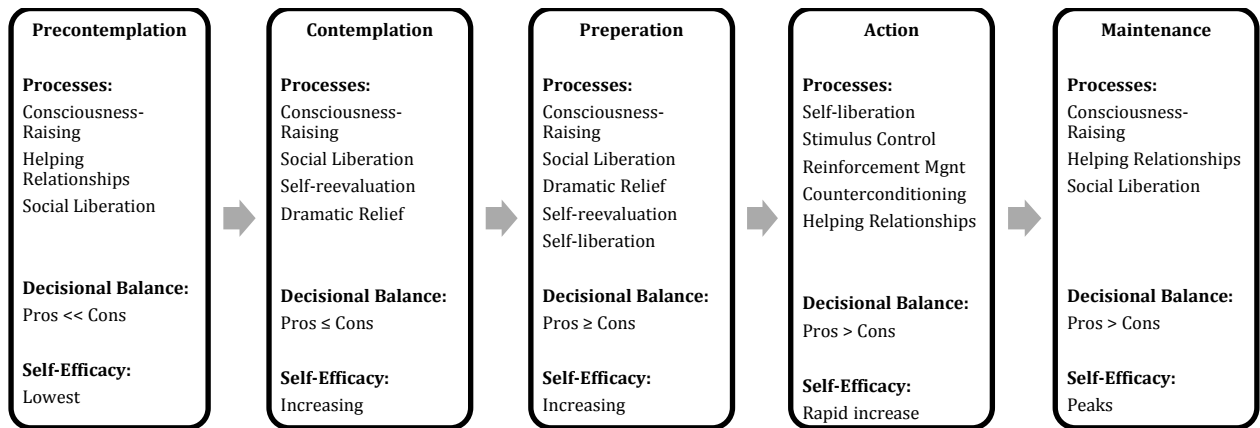 Precontemplation
Processes:
Consciousness-
Raising
Helping
Relationships
Social Liberation
Decisional Balance:
Pros << Cons
Self-Efficacy:
Lowest
Contemplation
Processes:
Consciousness-
Raising
Social Liberation
Self-reevaluation
Dramatic Relief
Decisional Balance:
Pros ≤ Cons
Self-Efficacy:
Increasing
Preperation
Processes:
Consciousness-
Raising
Social Liberation
Dramatic Relief
Self-reevaluation
Self-liberation
Decisional Balance:
Pros ≥ Cons
Self-Efficacy:
Increasing
Action
Processes:
Self-liberation
Stimulus Control
Reinforcement Mgnt
Counterconditioning
Helping Relationships
Decisional Balance:
Pros > Cons
Self-Efficacy:
Rapid increase
Maintenance
Processes:
Consciousness-
Raising
Helping Relationships
Social Liberation
Decisional Balance:
Pros > Cons
Self-Efficacy:
Peaks